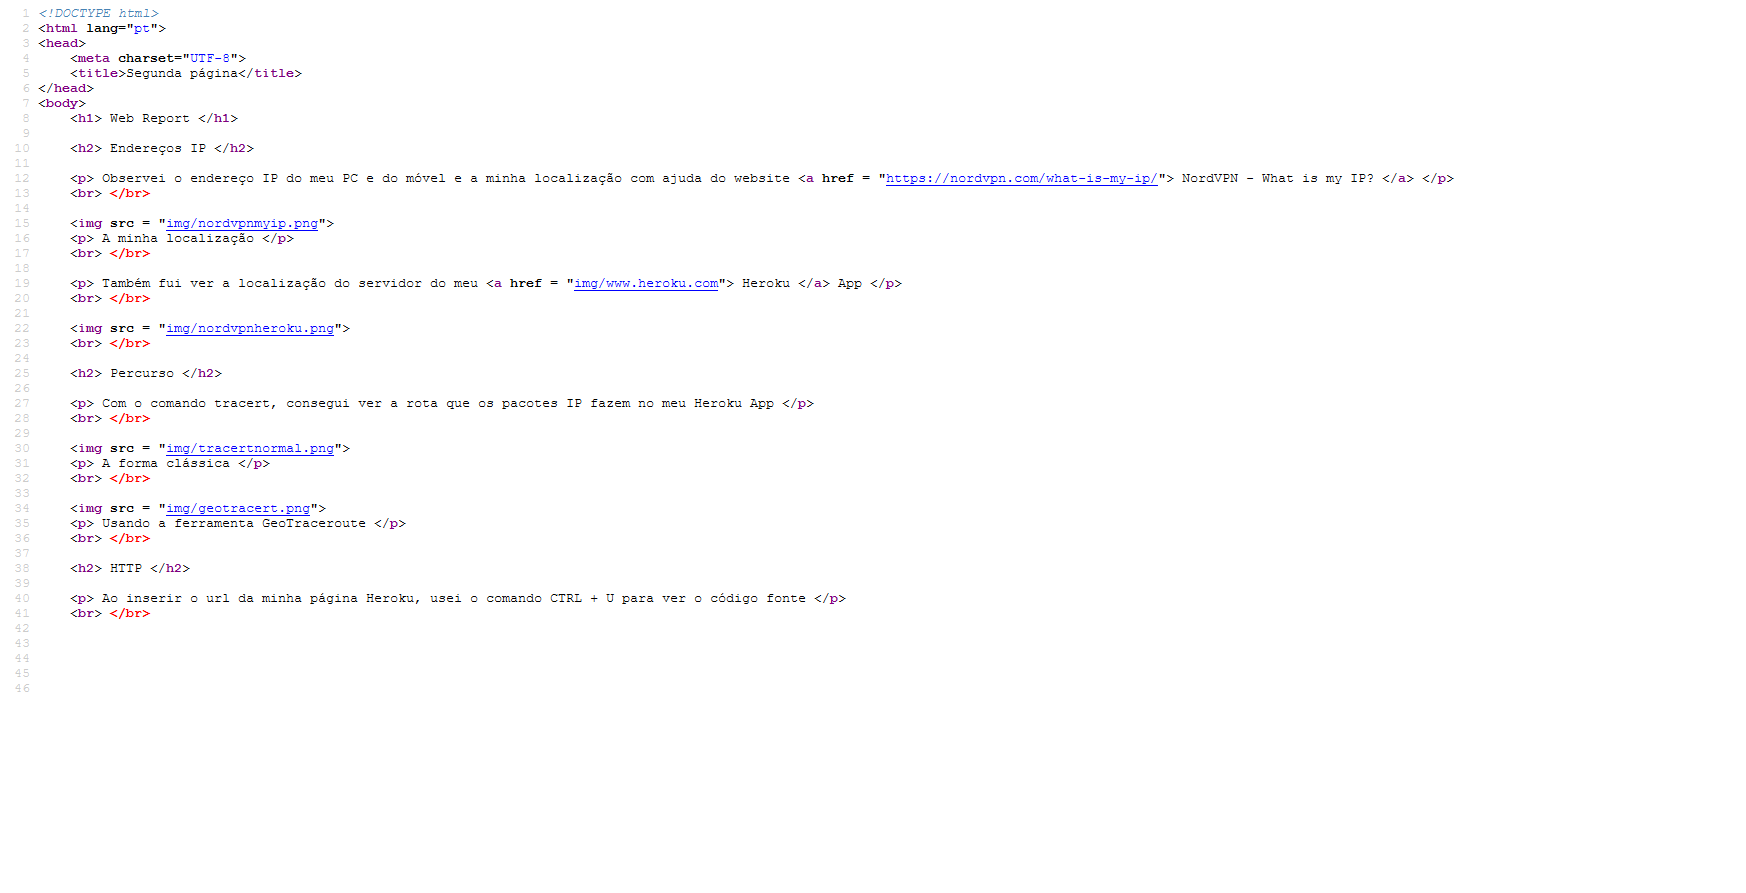 1 <!DOCTYPE html>
2 <html lang="pt">
3 <head>
4     <meta charset="UTF-8">
5     <title>Segunda página</title>
6 </head>
7 <body>
8     <h1> Web Report </h1>
9
10     <h2> Endereços IP </h2>
11
12     <p> Observei o endereço IP do meu PC e do móvel e a minha localização com ajuda do website <a href = "https://nordvpn.com/what-is-my-ip/"> NordVPN - What is my IP? </a> </p>
13     <br> </br>
14
15     <img src = "img/nordvpnmyip.png">
16     <p> A minha localização </p>
17     <br> </br>
18
19     <p> Também fui ver a localização do servidor do meu <a href = "img/www.heroku.com"> Heroku </a> App </p>
20     <br> </br>
21
22     <img src = "img/nordvpnheroku.png">
23     <br> </br>
24
25     <h2> Percurso </h2>
26
27     <p> Com o comando tracert, consegui ver a rota que os pacotes IP fazem no meu Heroku App </p>
28     <br> </br>
29
30     <img src = "img/tracertnormal.png">
31     <p> A forma clássica </p>
32     <br> </br>
33
34     <img src = "img/geotracert.png">
35     <p> Usando a ferramenta GeoTraceroute </p>
36     <br> </br>
37
38     <h2> HTTP </h2>
39
40     <p> Ao inserir o url da minha página Heroku, usei o comando CTRL + U para ver o código fonte </p>
41     <br> </br>
42
43
44
45
46